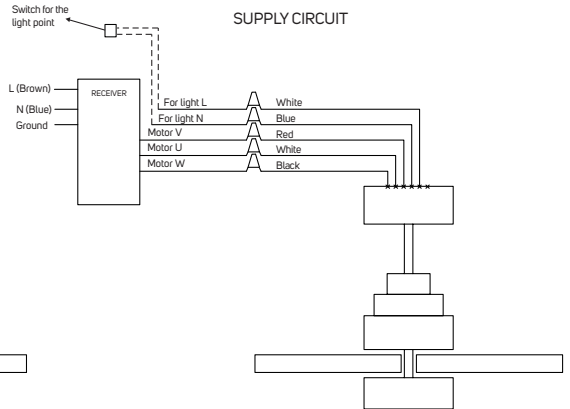 Switch for the
light point
SUPPLY CIRCUIT
L (Brown)
RECEIVER
N (Blue)
Ground
For light L
White
For light N
Blue
Motor V
Red
Motor U
White
Motor W
Black